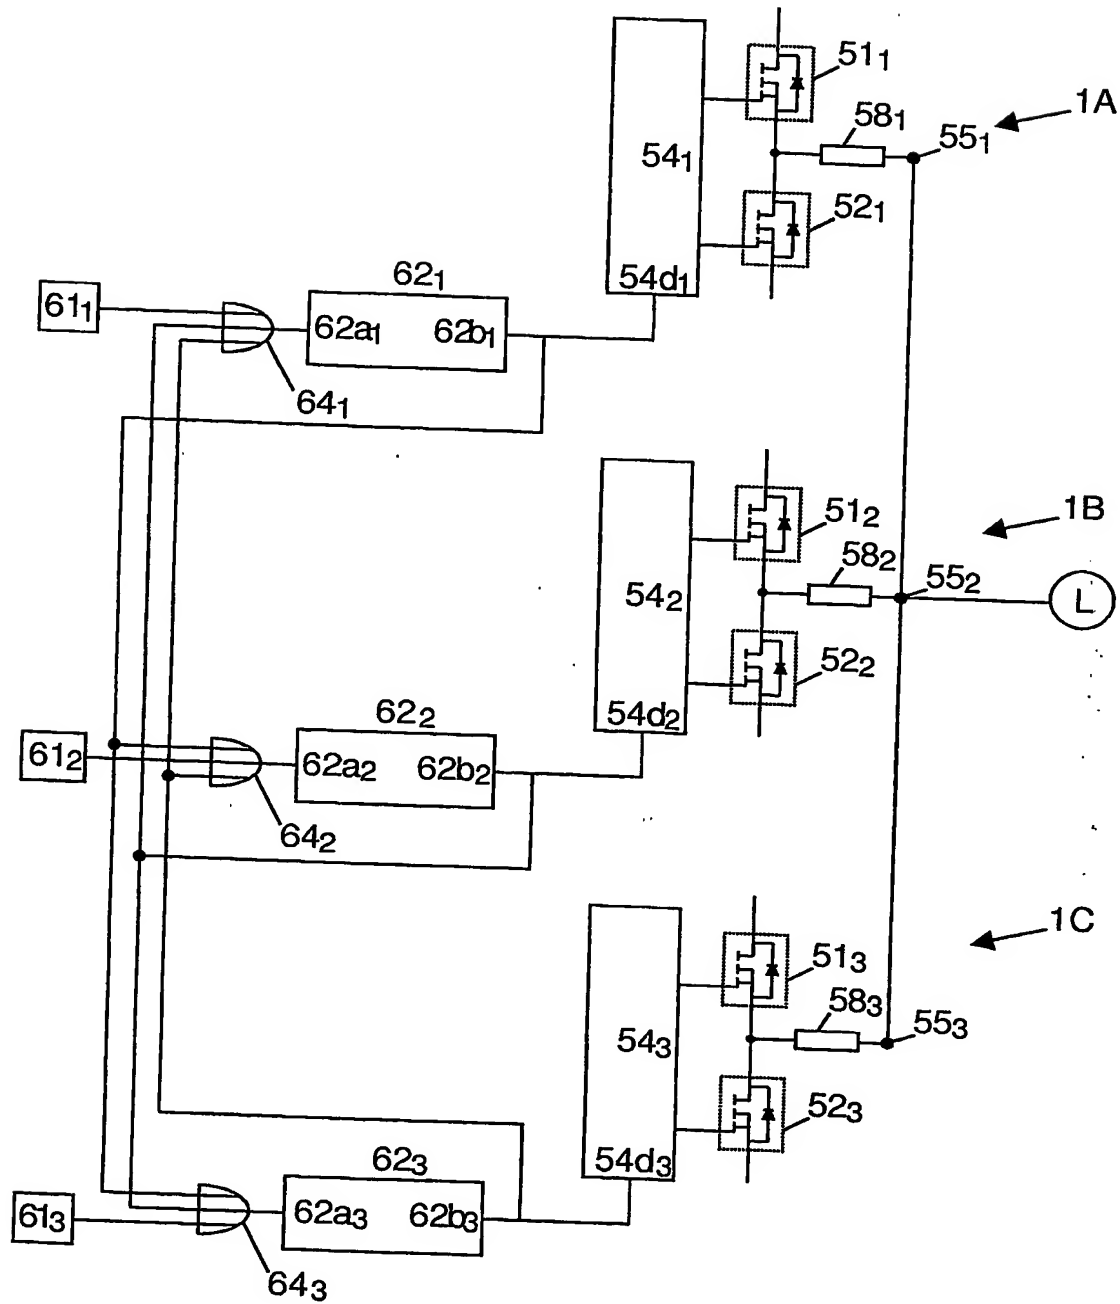 51₁
1A
58₁
55₁
54₁
52₁
54d₁
62₁
61₁
62a₁ 62b₁
64₁
51₂
1B
58₂
55₂
54₂
L
52₂
54d₂
62₂
61₂
62a₂ 62b₂
64₂
1C
51₃
58₃
55₃
54₃
52₃
54d₃
62₃
61₃
62a₃ 62b₃
64₃